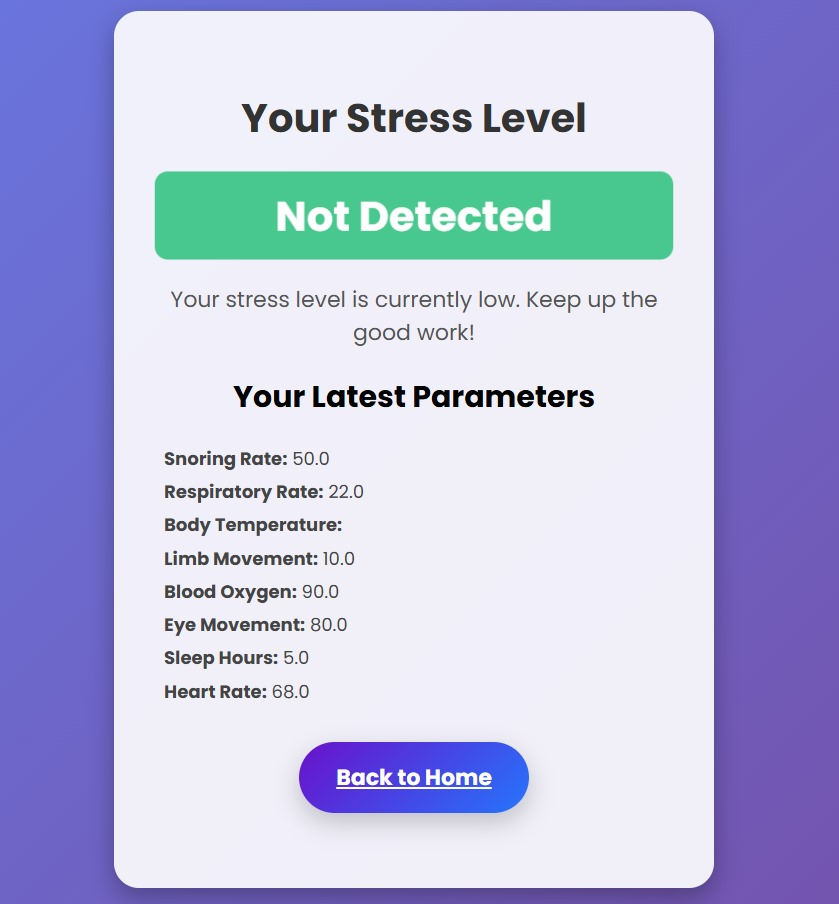 Your Stress Level
Not Detected
Your stress level is currently low. Keep up the
good work!
Your Latest Parameters
Snoring Rate: 50.0
Respiratory Rate: 22.0
Body Temperature:
Limb Movement: 10.0
Blood Oxygen: 90.0
Eye Movement: 80.0
Sleep Hours: 5.0
Heart Rate: 68.0
Back to Home